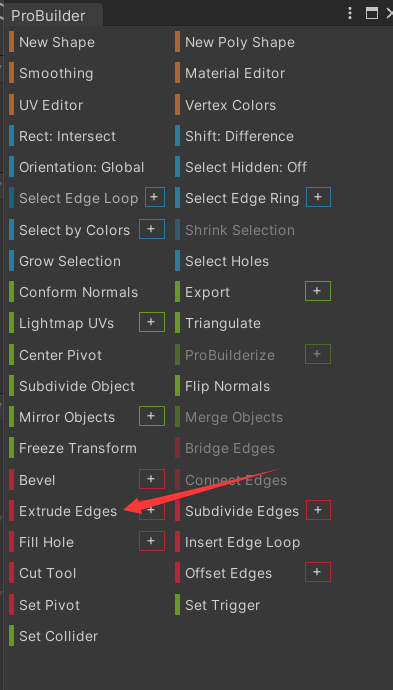 ProBuilder
New Shape New Poly Shape
Smoothing Material Editor
UV Editor Vertex Colors
Rect: Intersect Shift: Difference
Orientation: Global Select Hidden: Off
Select Edge Loop + Select Edge Ring +
Select by Colors + Shrink Selection
Grow Selection Select Holes
Conform Normals Export +
Lightmap UVs + Triangulate
Center Pivot ProBuilderize +
Subdivide Object Flip Normals
Mirror Objects + Merge Objects
Freeze Transform Bridge Edges
Bevel + Connect Edges
Extrude Edges + Subdivide Edges +
Fill Hole + Insert Edge Loop
Cut Tool Offset Edges +
Set Pivot Set Trigger
Set Collider